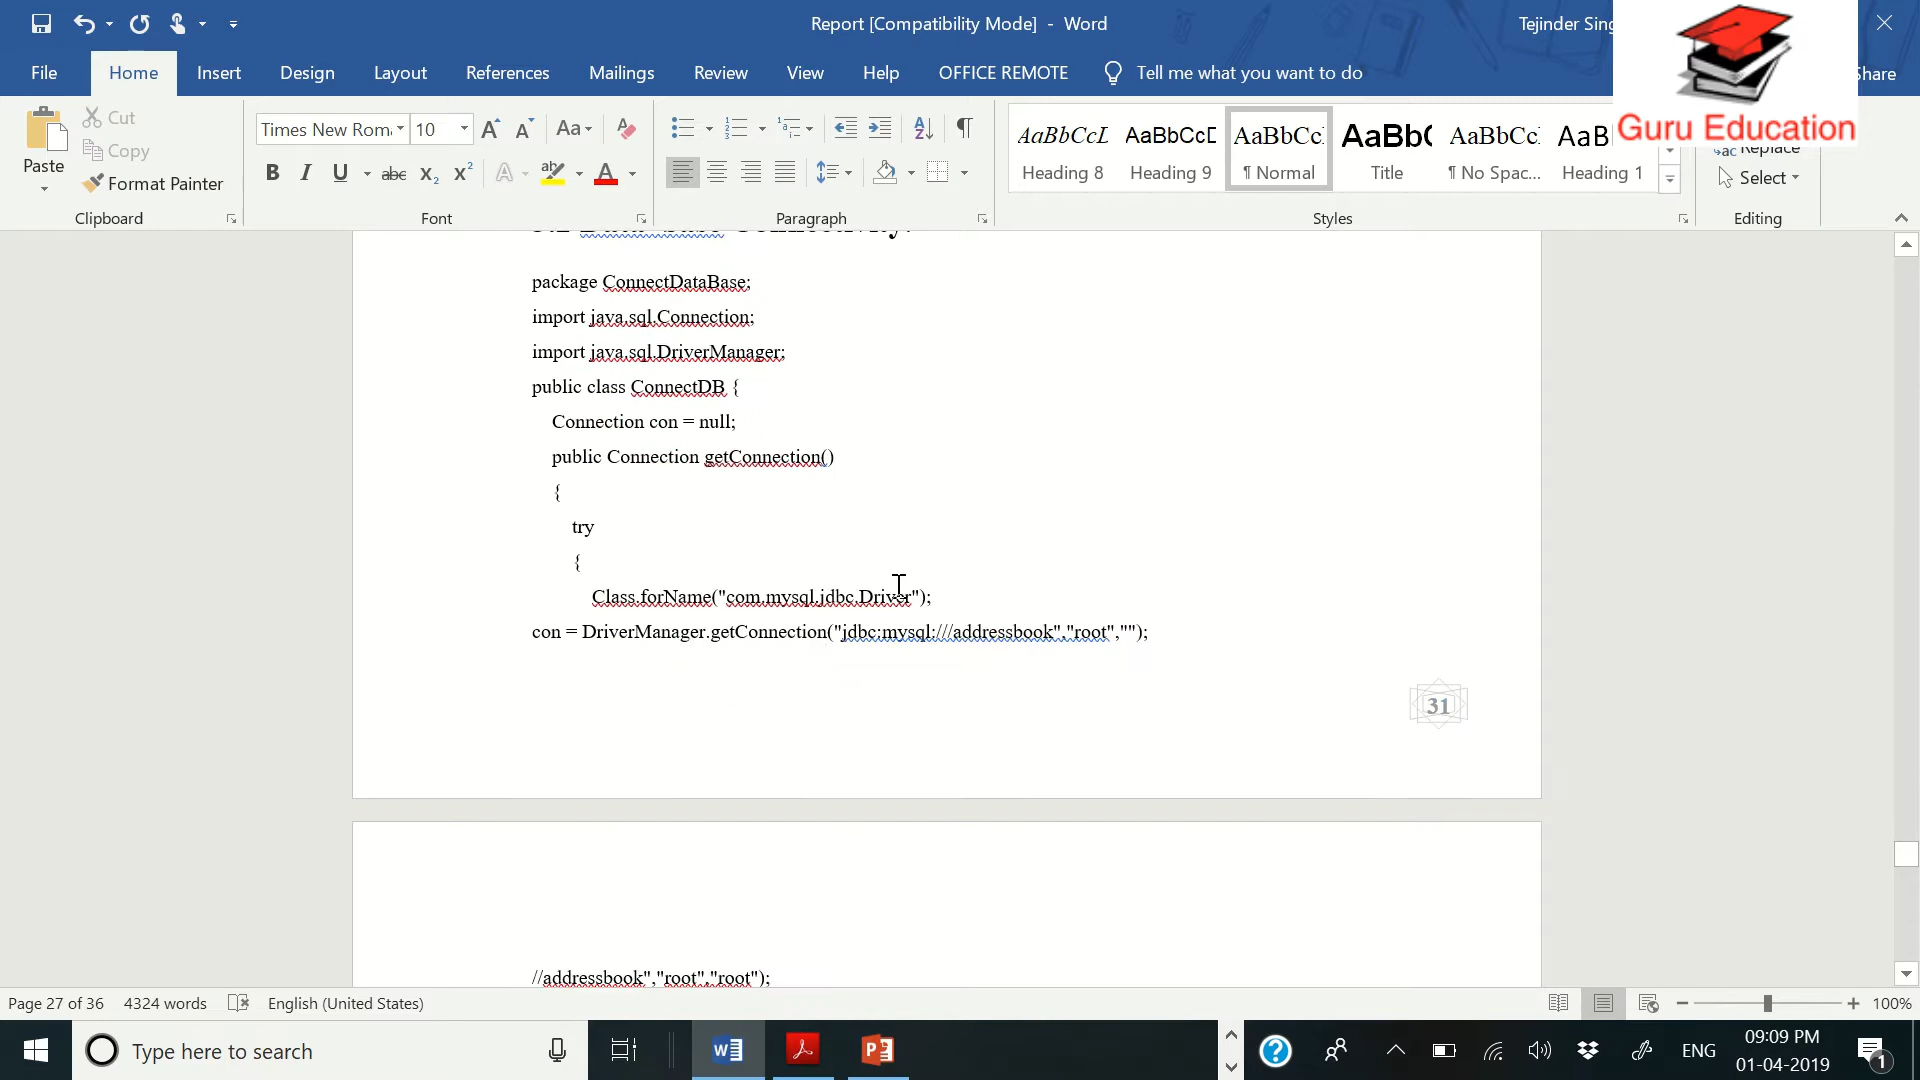 Report [Compatibility Mode] - Word
Tejinder Sing
File
Home
Insert
Design
Layout
References
Mailings
Review
View
Help
OFFICE REMOTE
Tell me what you want to do
Share
Guru Education
Paste
Cut
Copy
Format Painter
Clipboard
Times New Rom
10
Font
Paragraph
AaBbCcL
Heading 8
AaBbCcD
Heading 9
AaBbCc
¶ Normal
AaBb(
Title
AaBbCc
¶ No Spac...
AaB
Heading 1
Styles
Replace
Select
Editing
package ConnectDataBase;
import java.sql.Connection;
import java.sql.DriverManager;
public class ConnectDB {
Connection con = null;
public Connection getConnection()
{
try
{
Class.forName("com.mysql.jdbc.Driver");
con = DriverManager.getConnection("jdbc:mysql:///addressbook","root","");
31
//addressbook","root","root");
Page 27 of 36
4324 words
English (United States)
100%
Type here to search
ENG
09:09 PM
01-04-2019
1